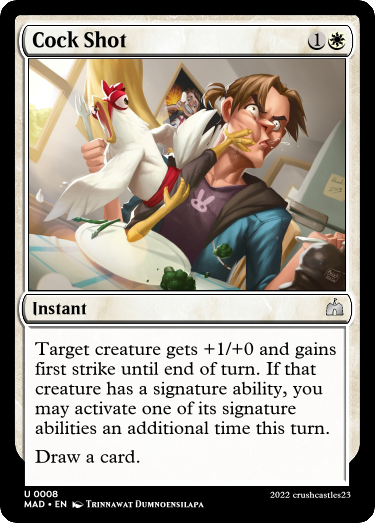 Cock Shot 1
Instant
Target creature gets +1/+0 and gains
first strike until end of turn. If that
creature has a signature ability, you
may activate one of its signature
abilities an additional time this turn.
Draw a card.
U 0008
MAD • EN TRINNAWAT DUMNOENSILAPA
2022 crushcastles23